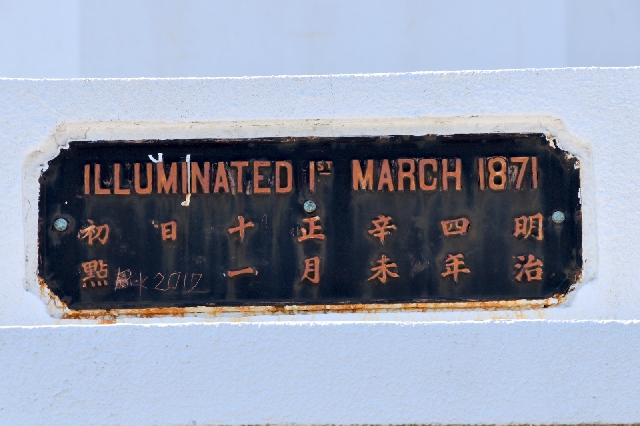 ILLUMINATED 1ST MARCH 1871
明治
四年
辛未
正月
十一
日
初點
2017